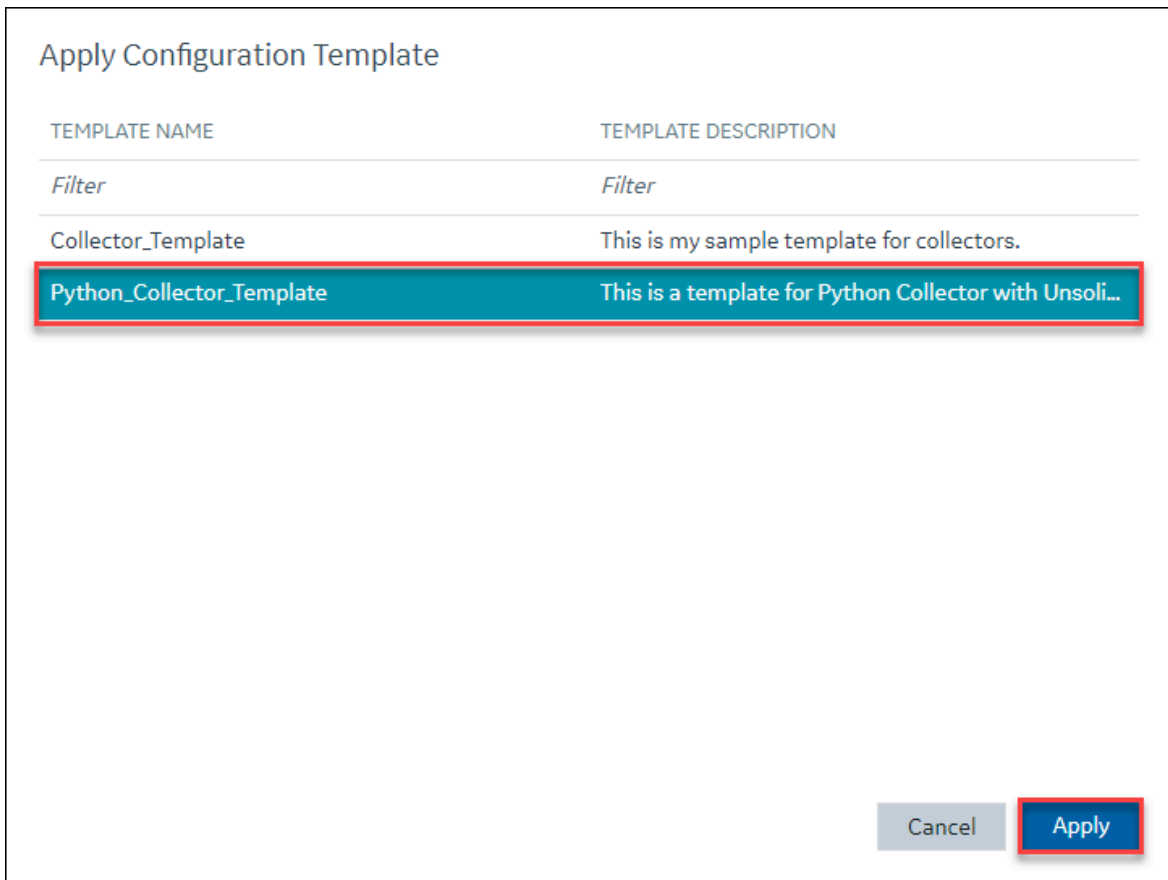 Apply Configuration Template
TEMPLATE NAME TEMPLATE DESCRIPTION
Filter Filter
Collector_Template This is my sample template for collectors.
Python_Collector_Template This is a template for Python Collector with Unsoli...
Cancel Apply